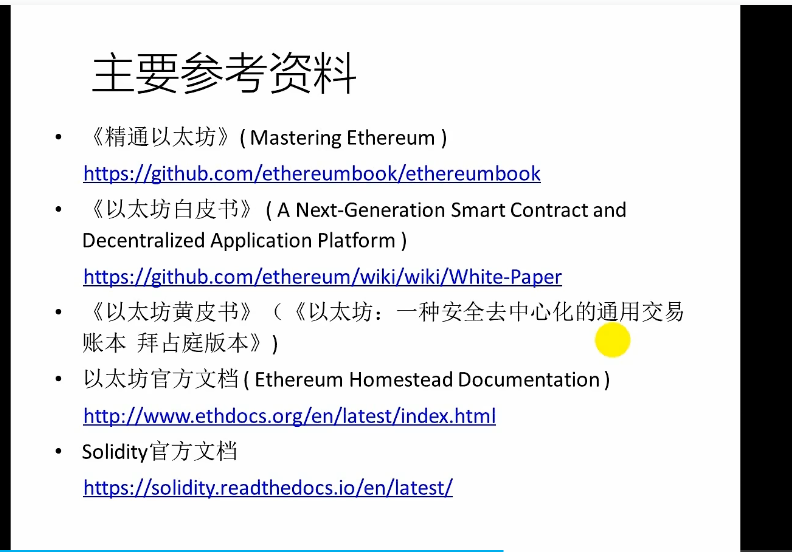 主要参考资料
• 《精通以太坊》( Mastering Ethereum )
https://github.com/ethereumbook/ethereumbook
• 《以太坊白皮书》 ( A Next-Generation Smart Contract and
Decentralized Application Platform )
https://github.com/ethereum/wiki/wiki/White-Paper
• 《以太坊黄皮书》（《以太坊：一种安全去中心化的通用交易
账本 拜占庭版本》)
• 以太坊官方文档 ( Ethereum Homestead Documentation )
http://www.ethdocs.org/en/latest/index.html
• Solidity官方文档
https://solidity.readthedocs.io/en/latest/